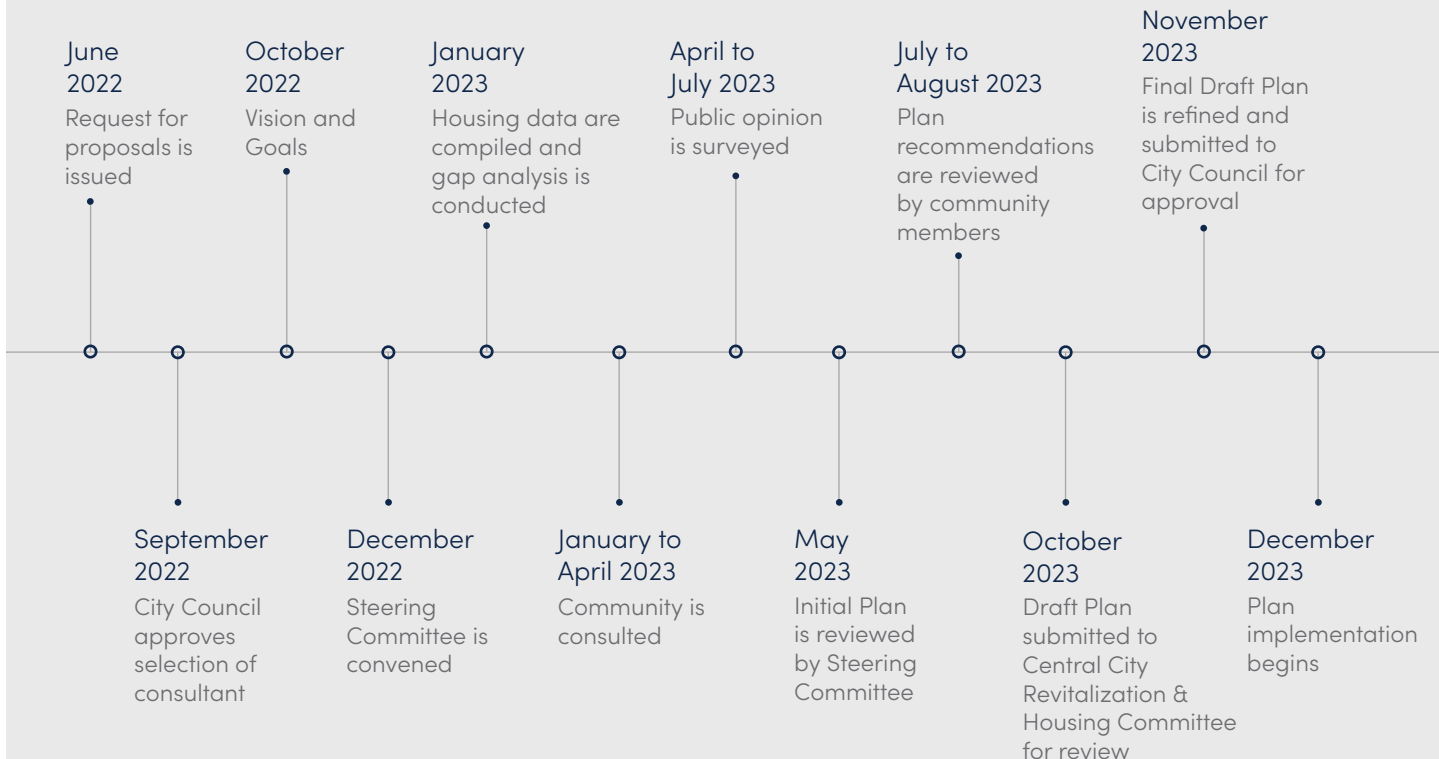 June
2022
Request for
proposals is
issued
September
2022
City Council
approves
selection of
consultant
October
2022
Vision and
Goals
December
2022
Steering
Committee is
convened
January
2023
Housing data are
compiled and
gap analysis is
conducted
January to
April 2023
Community is
consulted
April to
July 2023
Public opinion
is surveyed
May
2023
Initial Plan
is reviewed
by Steering
Committee
July to
August 2023
Plan
recommendations
are reviewed
by community
members
October
2023
Draft Plan
submitted to
Central City
Revitalization &
Housing Committee
for review
November
2023
Final Draft Plan
is refined and
submitted to
City Council for
approval
December
2023
Plan
implementation
begins